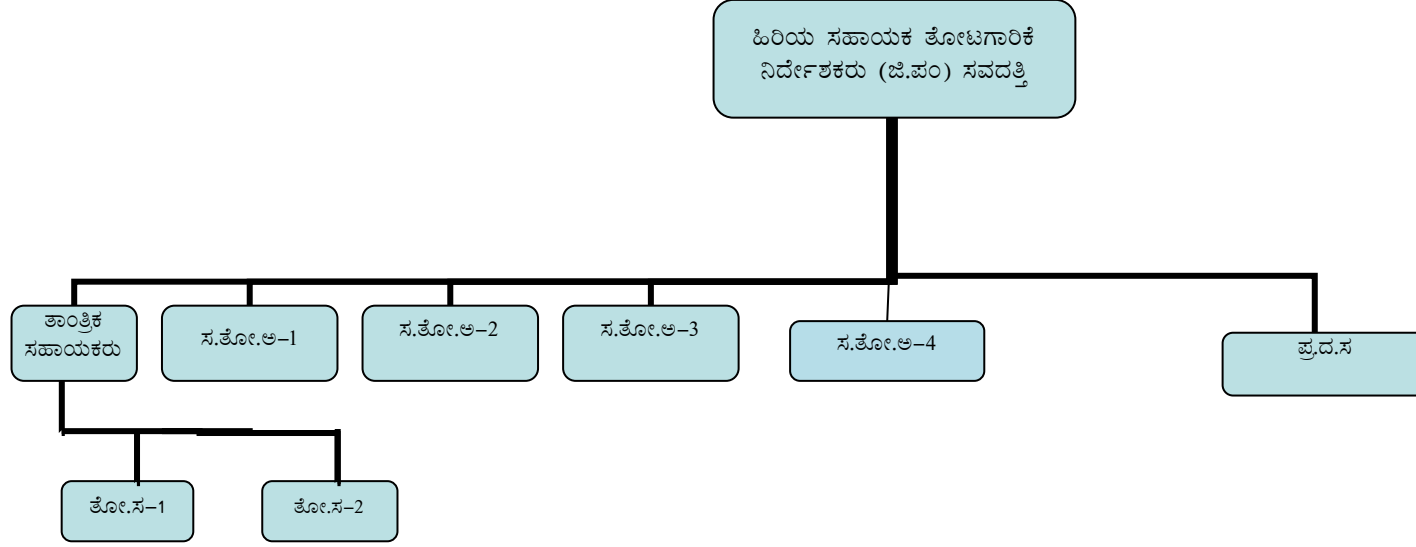 ಹಿರಿಯ ಸಹಾಯಕ ತೋಟಗಾರಿಕೆ
ನಿರ್ದೇಶಕರು (ಜಿ.ಪಂ) ಸವದತ್ತಿ
ತಾಂತ್ರಿಕ
ಸಹಾಯಕರು
ಸ.ತೋ.ಅ–1
ಸ.ತೋ.ಅ–2
ಸ.ತೋ.ಅ–3
ಸ.ತೋ.ಅ–4
ಪ್ರ.ದ.ಸ
ತೋ.ಸ–1
ತೋ.ಸ–2